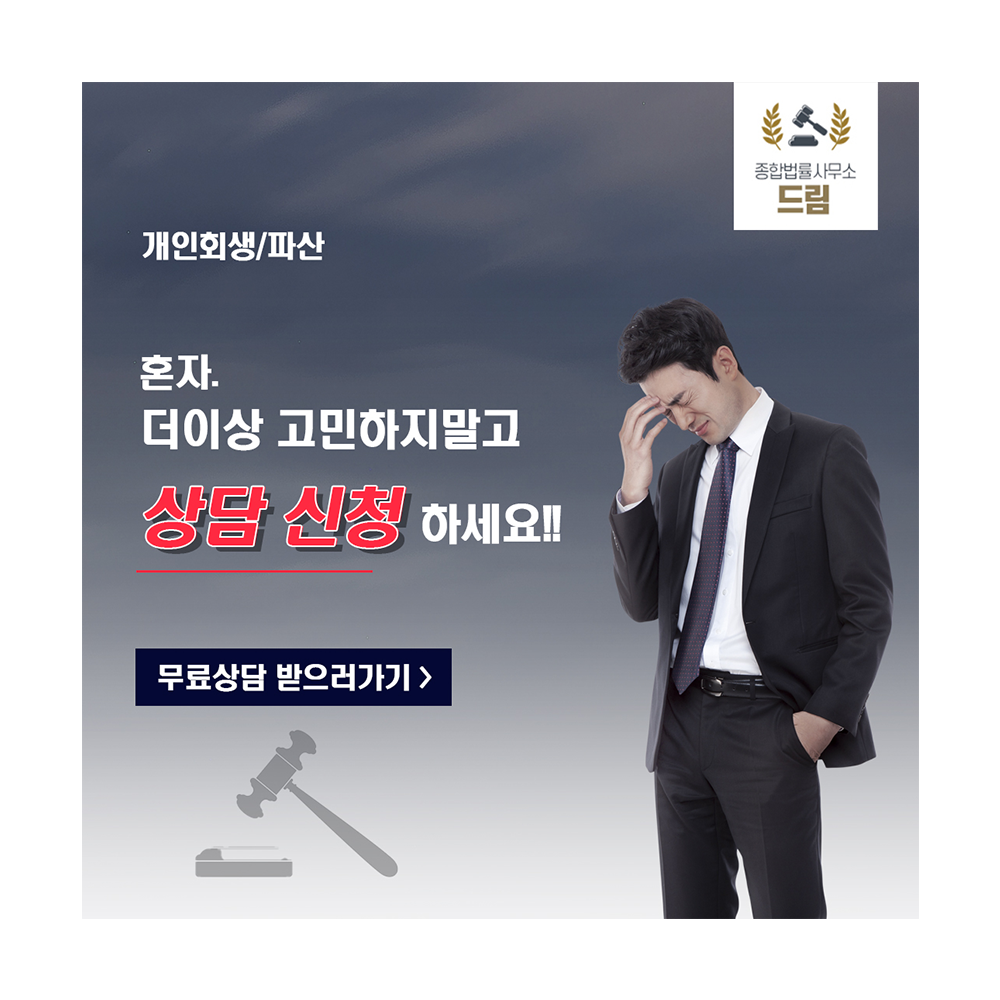 종합법률사무소
드림
개인회생/파산
혼자.
더이상 고민하지말고
상담 신청 하세요!!
무료상담 받으러가기 >